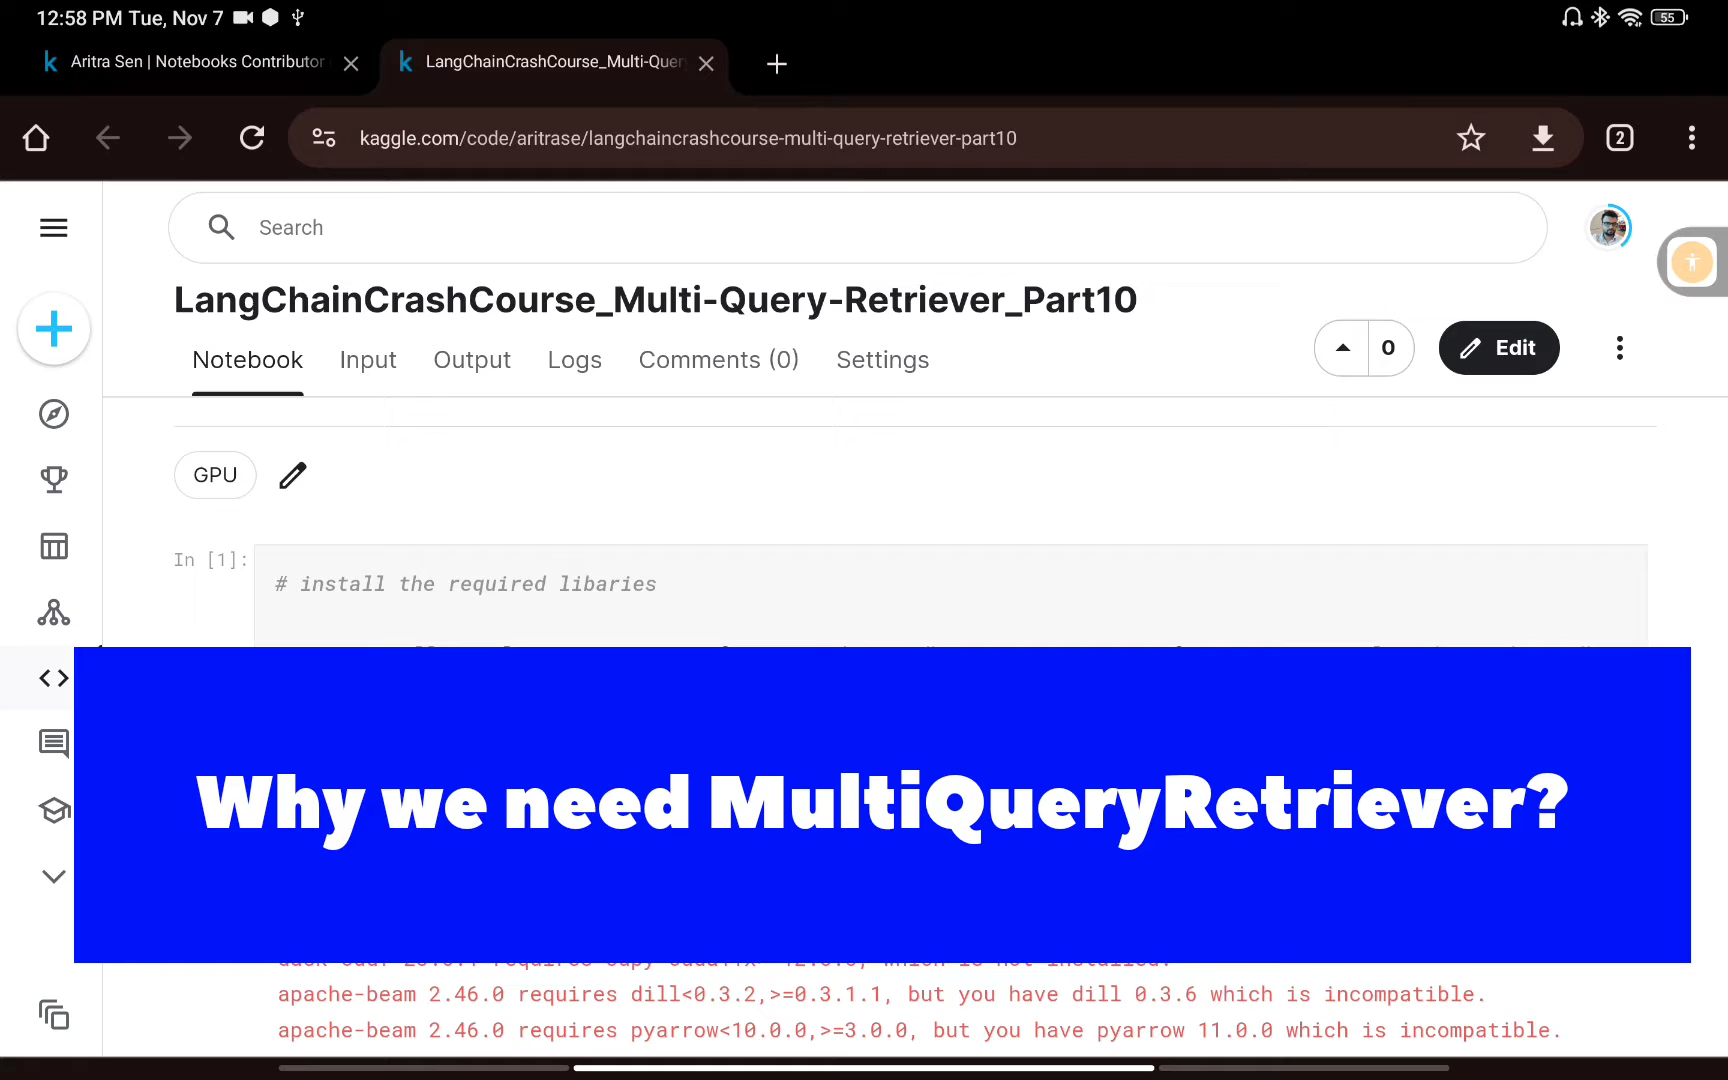 12:58 PM Tue, Nov 7
55
Aritra Sen | Notebooks Contributor
LangChainCrashCourse_Multi-Quer
kaggle.com/code/aritrase/langchaincrashcourse-multi-query-retriever-part10
2
Search
LangChainCrashCourse_Multi-Query-Retriever_Part10
Notebook Input Output Logs Comments (0) Settings
0
Edit
GPU
In [1]:
# install the required libaries
Why we need MultiQueryRetriever?
apache-beam 2.46.0 requires dill<0.3.2,>=0.3.1.1, but you have dill 0.3.6 which is incompatible.
apache-beam 2.46.0 requires pyarrow<10.0.0,>=3.0.0, but you have pyarrow 11.0.0 which is incompatible.